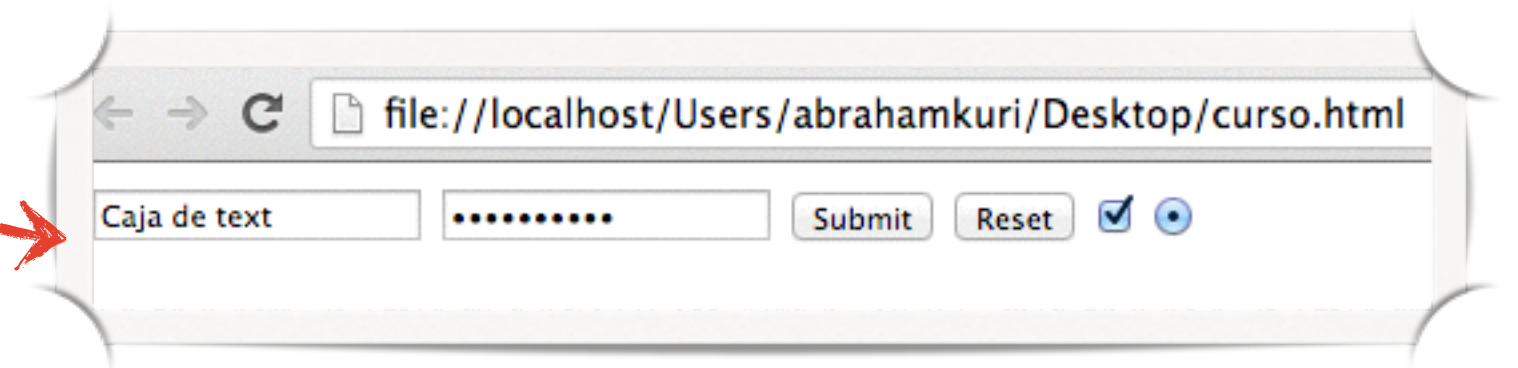 file://localhost/Users/abrahamkuri/Desktop/curso.html
Caja de text •••••••••• Submit Reset